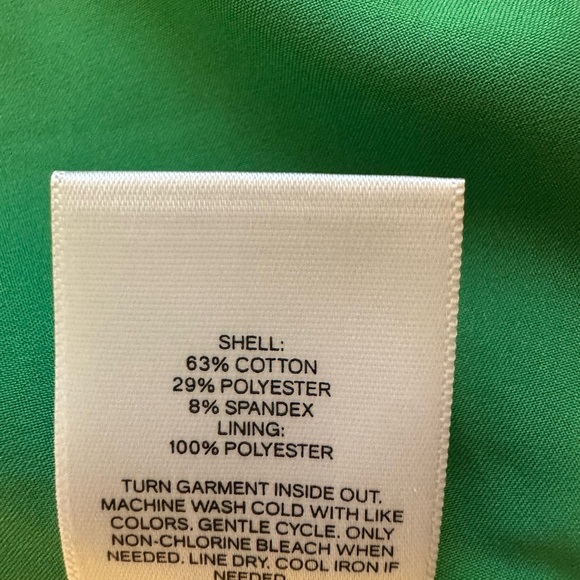 SHELL:
63% COTTON
29% POLYESTER
8% SPANDEX
LINING:
100% POLYESTER
TURN GARMENT INSIDE OUT.
MACHINE WASH COLD WITH LIKE
COLORS. GENTLE CYCLE. ONLY
NON-CHLORINE BLEACH WHEN
NEEDED. LINE DRY. COOL IRON IF
NEEDED